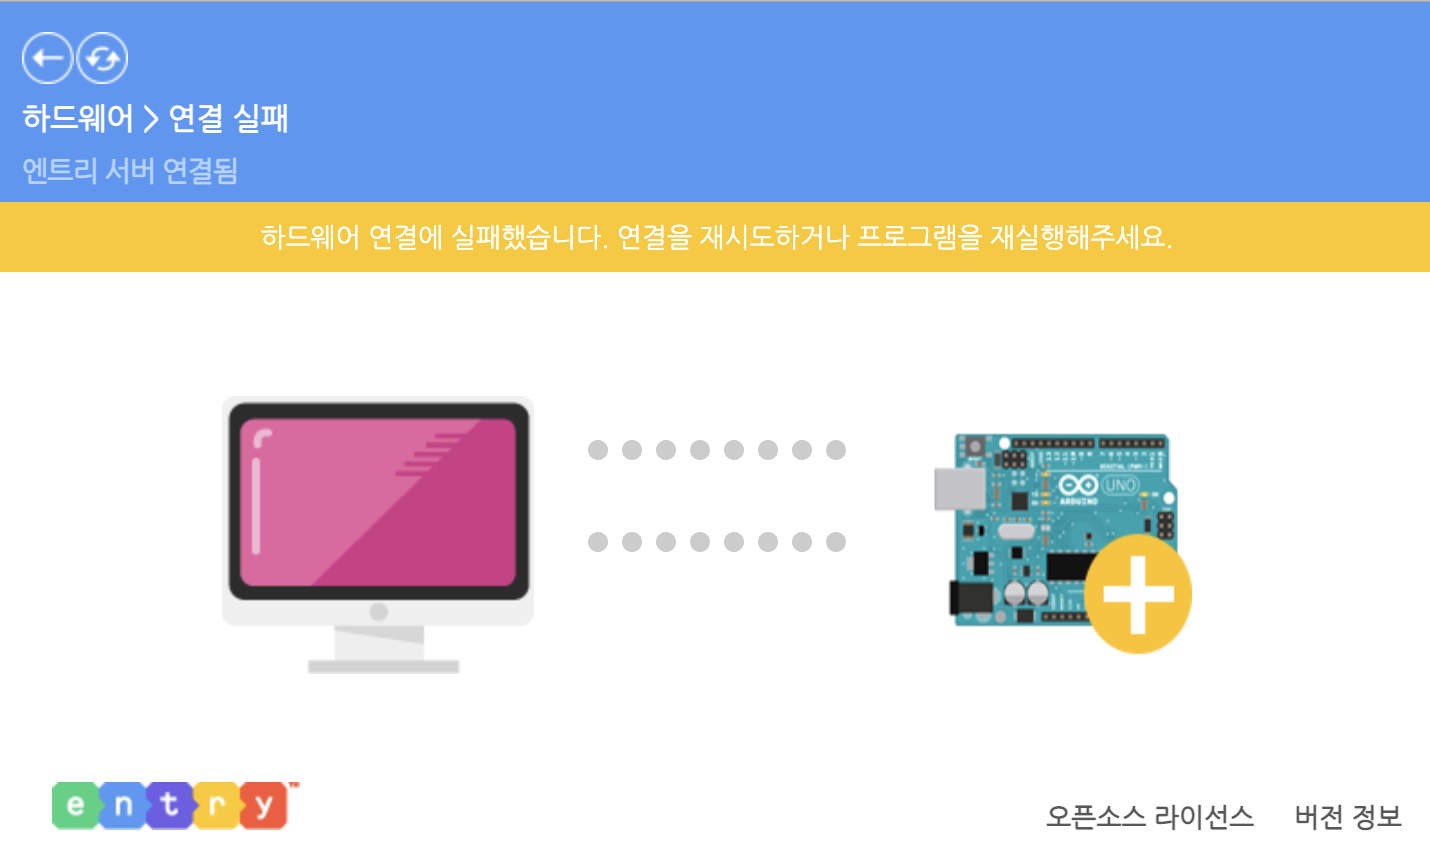 하드웨어 > 연결 실패
엔트리 서버 연결됨
하드웨어 연결에 실패했습니다. 연결을 재시도하거나 프로그램을 재실행해주세요.
UNO
ARDUINO
entry
오픈소스 라이선스 버전 정보